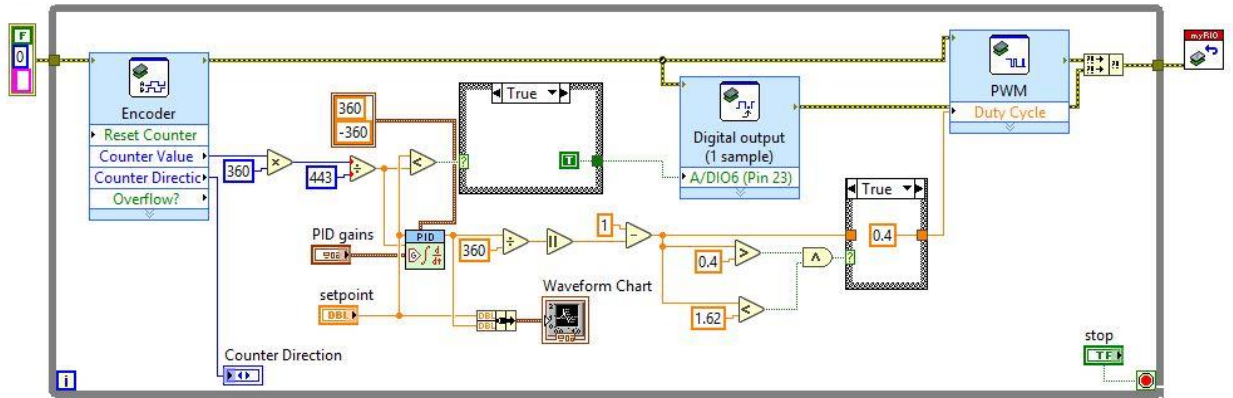 F
0
Encoder
Reset Counter
Counter Value
Counter Directic
Overflow?
360
×
443
÷
360
-360
<
?
True
T
Digital output
(1 sample)
A/DIO6 (Pin 23)
PWM
Duty Cycle
myRIO
PID gains
PID
setpoint
DBL
360
÷
1
-
0.4
>
1.62
<
True
0.4
?
DBL
DBL
Waveform Chart
Counter Direction
stop
TF
i